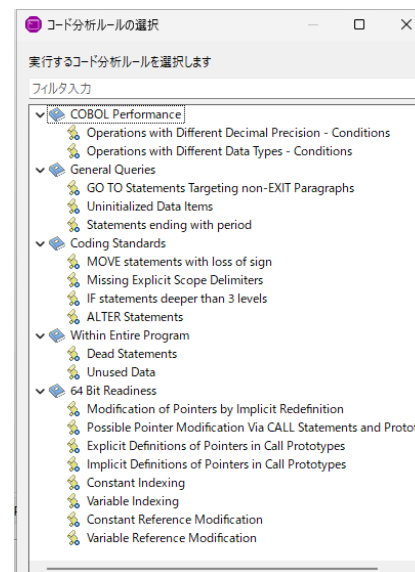 コード分析ルールの選択
実行するコード分析ルールを選択します
フィルタ入力
COBOL Performance
Operations with Different Decimal Precision - Conditions
Operations with Different Data Types - Conditions
General Queries
GO TO Statements Targeting non-EXIT Paragraphs
Uninitialized Data Items
Statements ending with period
Coding Standards
MOVE statements with loss of sign
Missing Explicit Scope Delimiters
IF statements deeper than 3 levels
ALTER Statements
Within Entire Program
Dead Statements
Unused Data
64 Bit Readiness
Modification of Pointers by Implicit Redefinition
Possible Pointer Modification Via CALL Statements and Protot
Explicit Definitions of Pointers in Call Prototypes
Implicit Definitions of Pointers in Call Prototypes
Constant Indexing
Variable Indexing
Constant Reference Modification
Variable Reference Modification